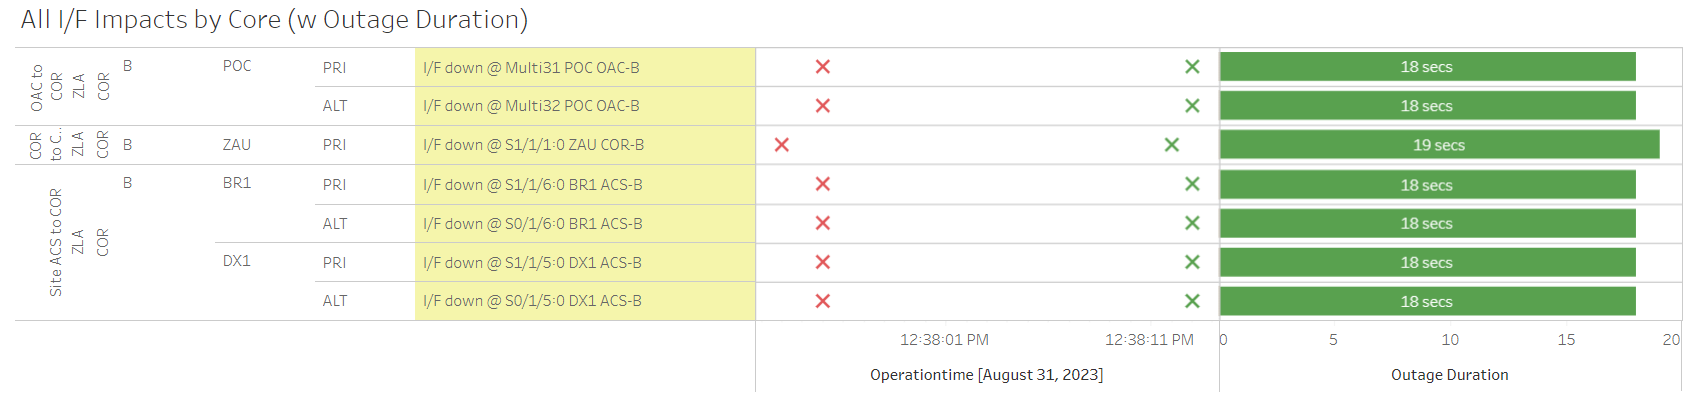 All I/F Impacts by Core (w Outage Duration)
OAC to COR ZLA COR B POC PRI I/F down @ Multi31 POC OAC-B 18 secs
ALT I/F down @ Multi32 POC OAC-B 18 secs
COR to C.. ZLA COR B ZAU PRI I/F down @ S1/1/1:0 ZAU COR-B 19 secs
Site ACS to COR ZLA COR B BR1 PRI I/F down @ S1/1/6:0 BR1 ACS-B 18 secs
ALT I/F down @ S0/1/6:0 BR1 ACS-B 18 secs
DX1 PRI I/F down @ S1/1/5:0 DX1 ACS-B 18 secs
ALT I/F down @ S0/1/5:0 DX1 ACS-B 18 secs
12:38:01 PM 12:38:11 PM 0 5 10 15 20
Operationtime [August 31, 2023] Outage Duration